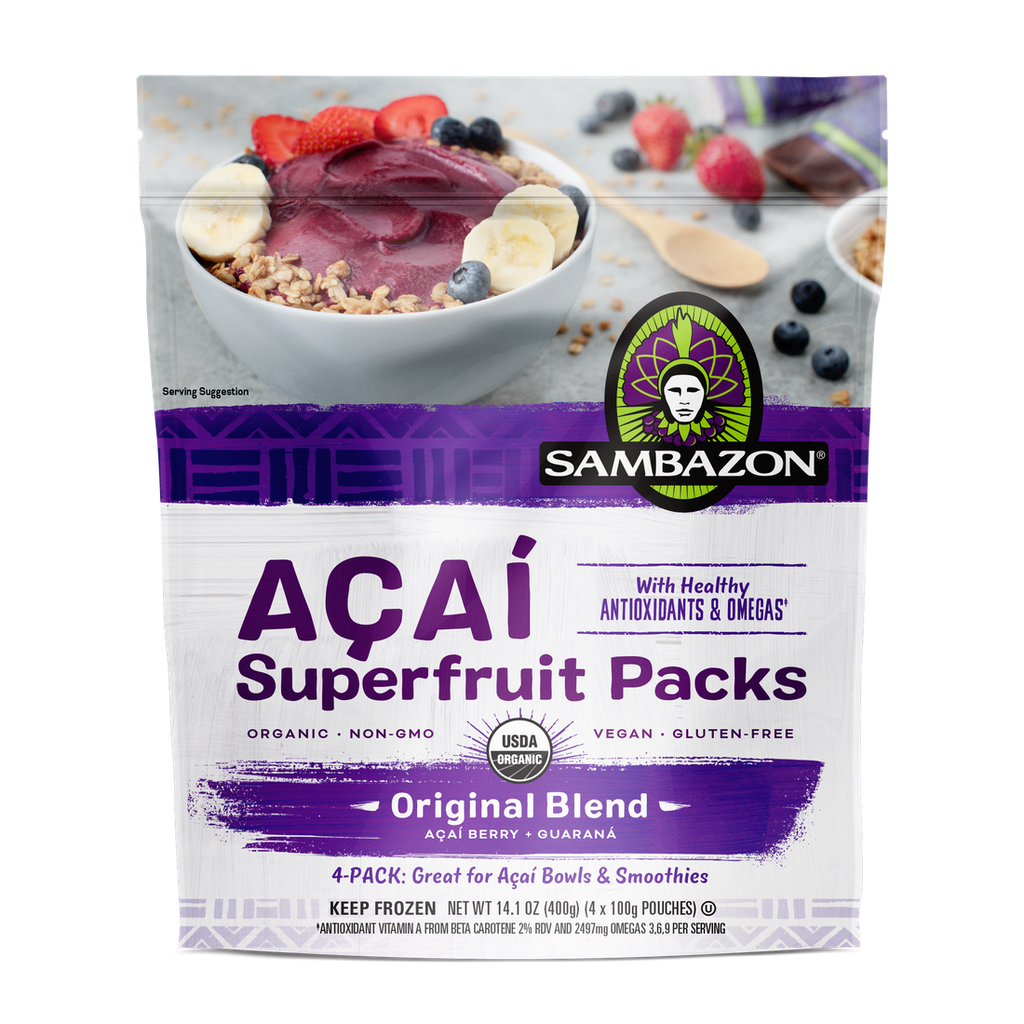 Serving Suggestion
SAMBAZON®
AÇAÍ
With Healthy
ANTIOXIDANTS & OMEGAS‡
Superfruit Packs
ORGANIC · NON-GMO
USDA
ORGANIC
VEGAN · GLUTEN-FREE
Original Blend
AÇAÍ BERRY + GUARANÁ
4-PACK: Great for Açaí Bowls & Smoothies
KEEP FROZEN NET WT 14.1 OZ (400g) (4 x 100g POUCHES) U
‡ANTIOXIDANT VITAMIN A FROM BETA CAROTENE 2% RDV AND 2497mg OMEGAS 3,6,9 PER SERVING